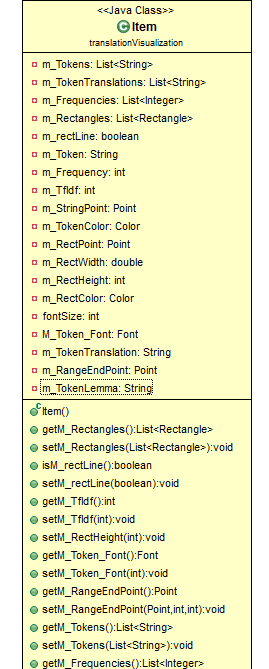 <<Java Class>>
Item
translationVisualization
m_Tokens: List<String>
m_TokenTranslations: List<String>
m_Frequencies: List<Integer>
m_Rectangles: List<Rectangle>
m_rectLine: boolean
m_Token: String
m_Frequency: int
m_TfIdf: int
m_StringPoint: Point
m_TokenColor: Color
m_RectPoint: Point
m_RectWidth: double
m_RectHeight: int
m_RectColor: Color
fontSize: int
M_Token_Font: Font
m_TokenTranslation: String
m_RangeEndPoint: Point
m_TokenLemma: String
Item()
getM_Rectangles():List<Rectangle>
setM_Rectangles(List<Rectangle>):void
isM_rectLine():boolean
setM_rectLine(boolean):void
getM_TfIdf():int
setM_TfIdf(int):void
setM_RectHeight(int):void
getM_Token_Font():Font
setM_Token_Font(int):void
getM_RangeEndPoint():Point
setM_RangeEndPoint(Point,int,int):void
getM_Tokens():List<String>
setM_Tokens(List<String>):void
getM_Frequencies():List<Integer>